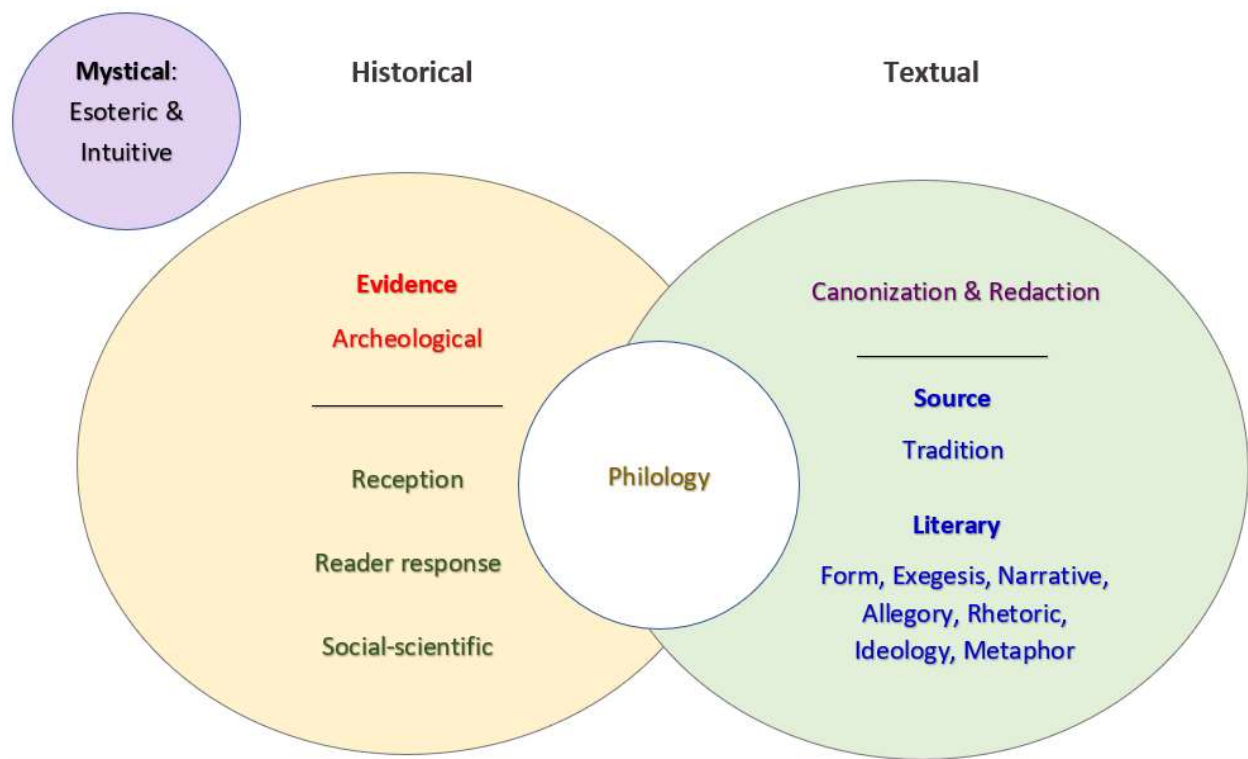 Mystical:
Esoteric &
Intuitive
Historical
Textual
Evidence
Archeological
Reception
Reader response
Social-scientific
Philology
Canonization & Redaction
Source
Tradition
Literary
Form, Exegesis, Narrative,
Allegory, Rhetoric,
Ideology, Metaphor